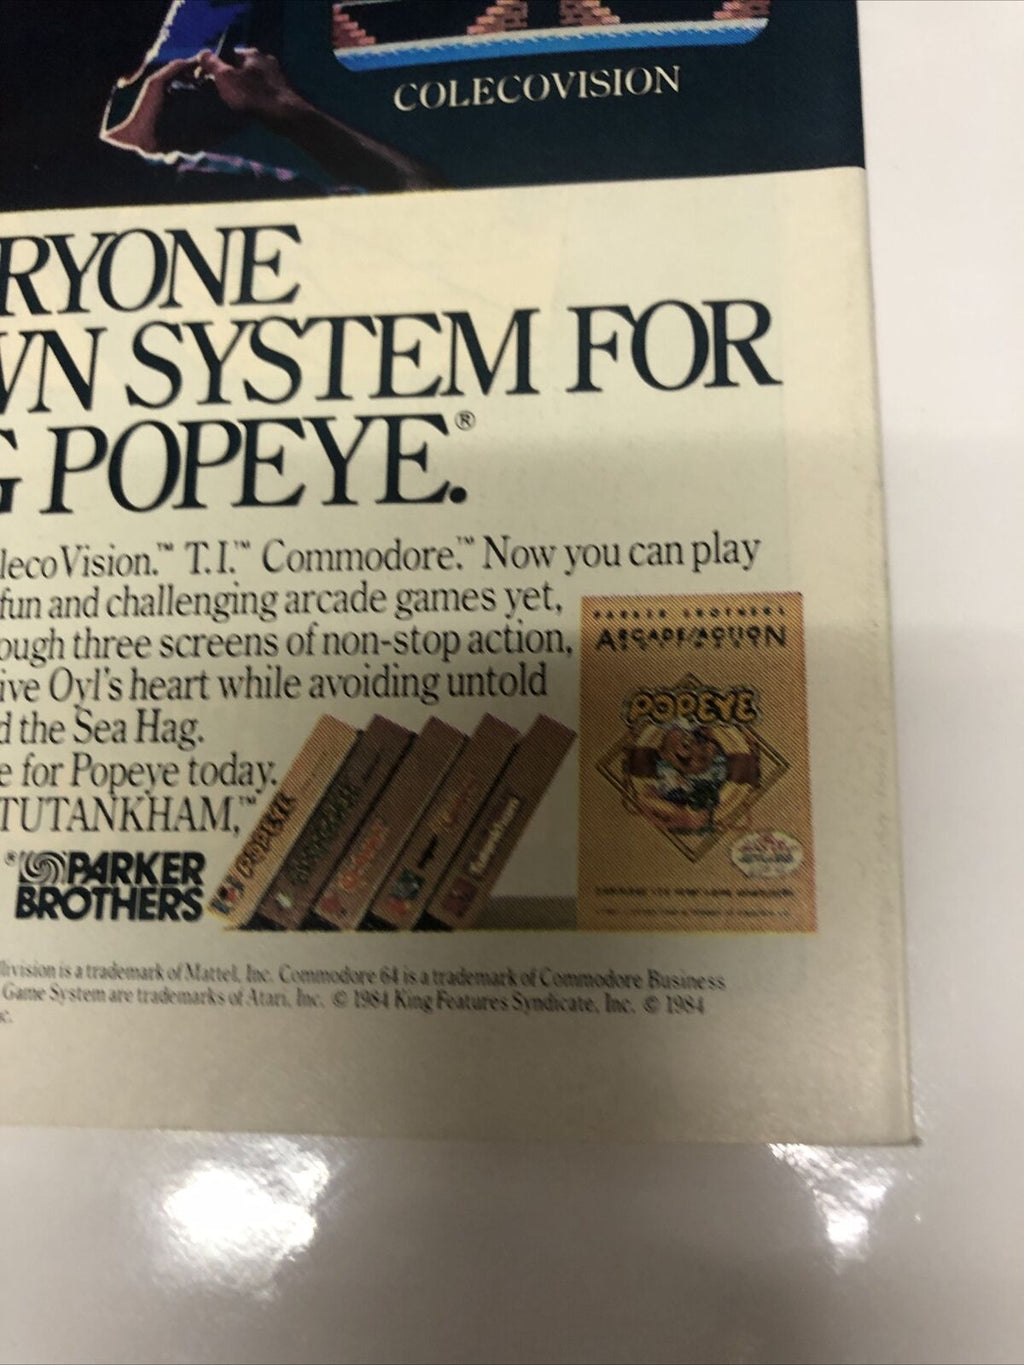 COLECOVISION
RYONE
WN SYSTEM FOR
G POPEYE.®
lecoVision.™ T.I.™ Commodore.™ Now you can play
fun and challenging arcade games yet,
ough three screens of non-stop action,
ive Oyl's heart while avoiding untold
d the Sea Hag.
e for Popeye today.
TUTANKHAM,™
PARKER
BROTHERS
PARKER BROTHERS
ARCADE/ACTION
POPEYE
POPEYE
llivision is a trademark of Mattel, Inc. Commodore 64 is a trademark of Commodore Business
Game System are trademarks of Atari, Inc. © 1984 King Features Syndicate, Inc. © 1984
c.